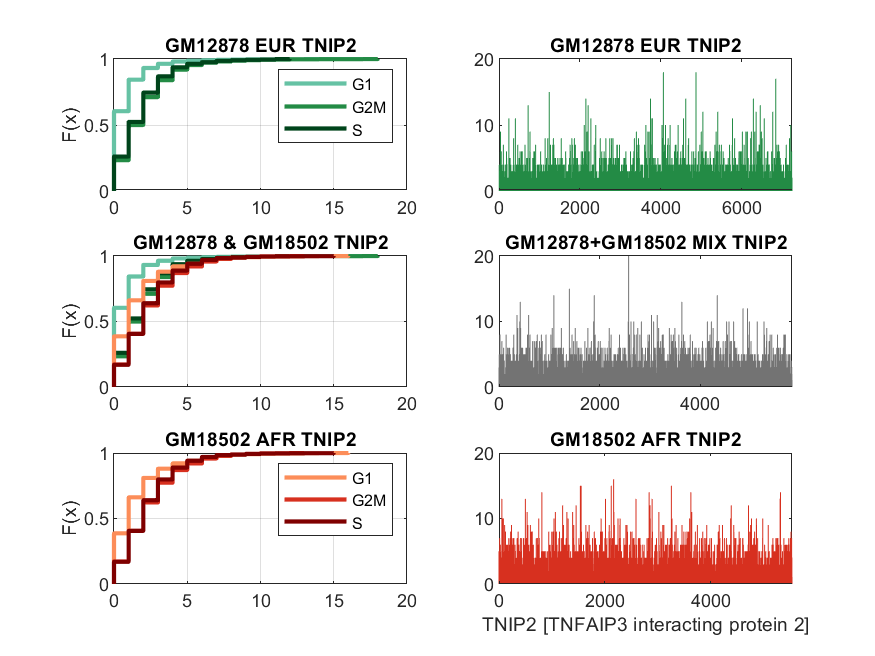 GM12878 EUR TNIP2
1
0.5
0
F(x)
0 5 10 15 20
G1
G2M
S
GM12878 EUR TNIP2
20
10
0
0 2000 4000 6000
GM12878 & GM18502 TNIP2
1
0.5
0
F(x)
0 5 10 15 20
GM12878+GM18502 MIX TNIP2
20
10
0
0 2000 4000
GM18502 AFR TNIP2
1
0.5
0
F(x)
0 5 10 15 20
G1
G2M
S
GM18502 AFR TNIP2
20
10
0
0 2000 4000
TNIP2 [TNFAIP3 interacting protein 2]